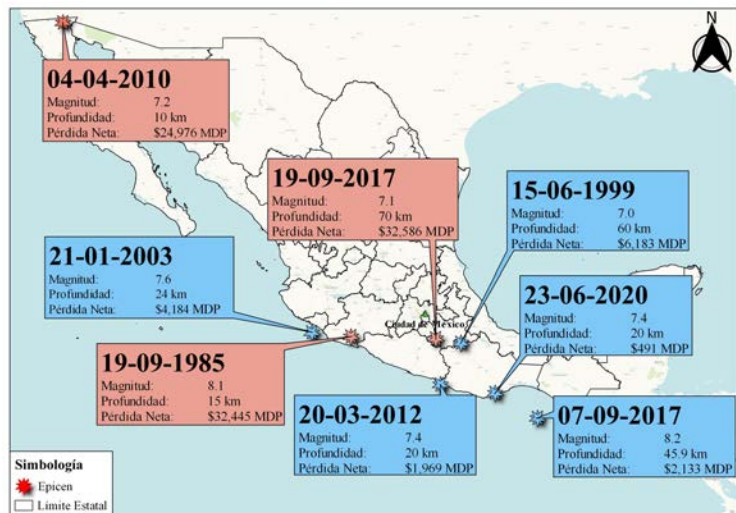 N
04-04-2010
Magnitud: 7.2
Profundidad: 10 km
Pérdida Neta: $24,976 MDP
19-09-2017
Magnitud: 7.1
Profundidad: 70 km
Pérdida Neta: $32,586 MDP
15-06-1999
Magnitud: 7.0
Profundidad: 60 km
Pérdida Neta: $6,183 MDP
21-01-2003
Magnitud: 7.6
Profundidad: 24 km
Pérdida Neta: $4,184 MDP
23-06-2020
Magnitud: 7.4
Profundidad: 20 km
Pérdida Neta: $491 MDP
Ciudad de México
19-09-1985
Magnitud: 8.1
Profundidad: 15 km
Pérdida Neta: $32,445 MDP
20-03-2012
Magnitud: 7.4
Profundidad: 20 km
Pérdida Neta: $1,969 MDP
07-09-2017
Magnitud: 8.2
Profundidad: 45.9 km
Pérdida Neta: $2,133 MDP
Simbología
Epicen
Límite Estatal